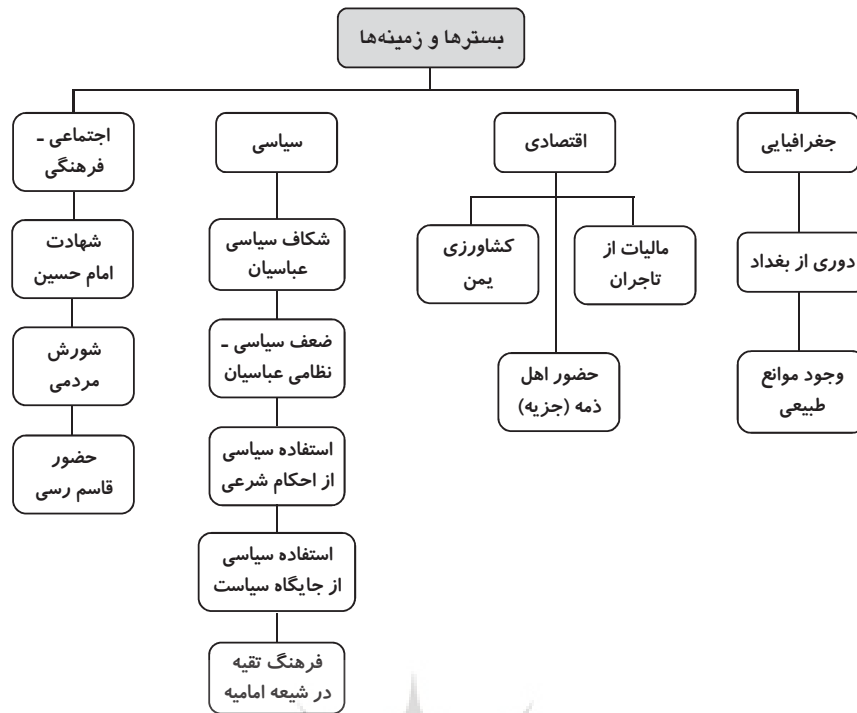 بسترها و زمینه‌ها
جغرافیایی
دوری از بغداد
وجود موانع
طبیعی
اقتصادی
مالیات از
تاجران
کشاورزی
یمن
حضور اهل
ذمه (جزیه)
سیاسی
شکاف سیاسی
عباسیان
ضعف سیاسی ـ
نظامی عباسیان
استفاده سیاسی
از احکام شرعی
استفاده سیاسی
از جایگاه سیاست
فرهنگ تقیه
در شیعه امامیه
اجتماعی ـ
فرهنگی
شهادت
امام حسین
شورش
مردمی
حضور
قاسم رسی